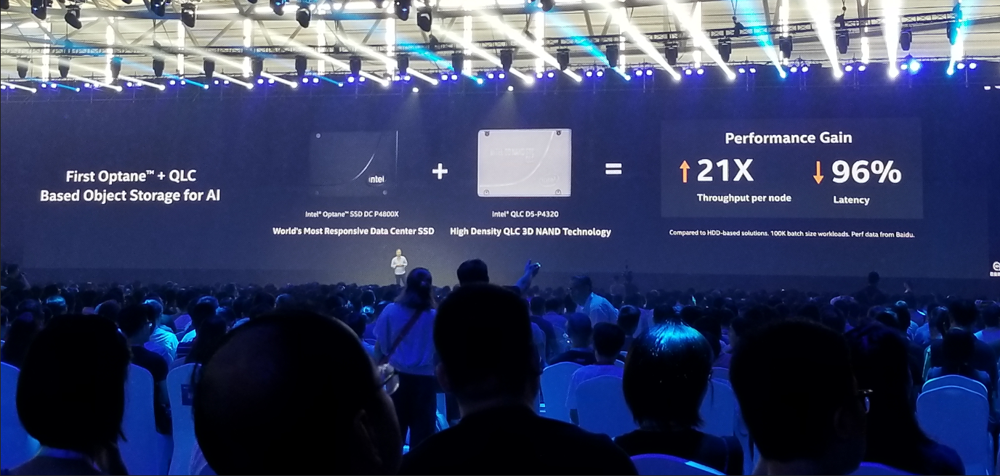 First Optane™ + QLC
Based Object Storage for AI
intel
Intel® Optane™ SSD DC P4800X
World's Most Responsive Data Center SSD
+
Intel® QLC D5-P4320
High Density QLC 3D NAND Technology
=
Performance Gain
↑ 21X
Throughput per node
↓ 96%
Latency
Compared to HDD-based solutions. 100K batch size workloads. Perf data from Baidu.